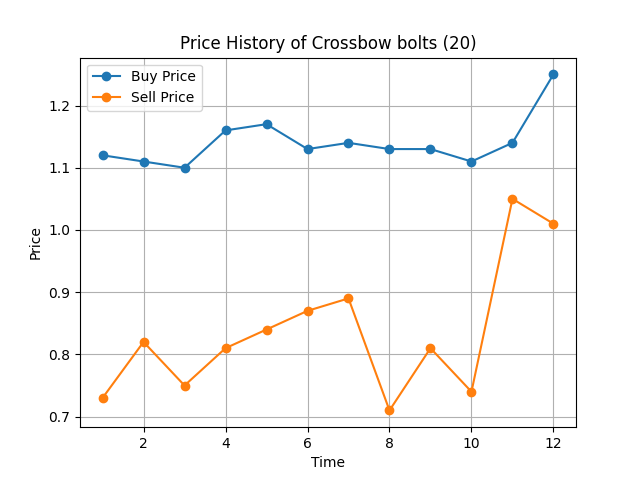 Price History of Crossbow bolts (20)
Buy Price
Sell Price
1.2
1.1
1.0
0.9
0.8
0.7
Price
2 4 6 8 10 12
Time